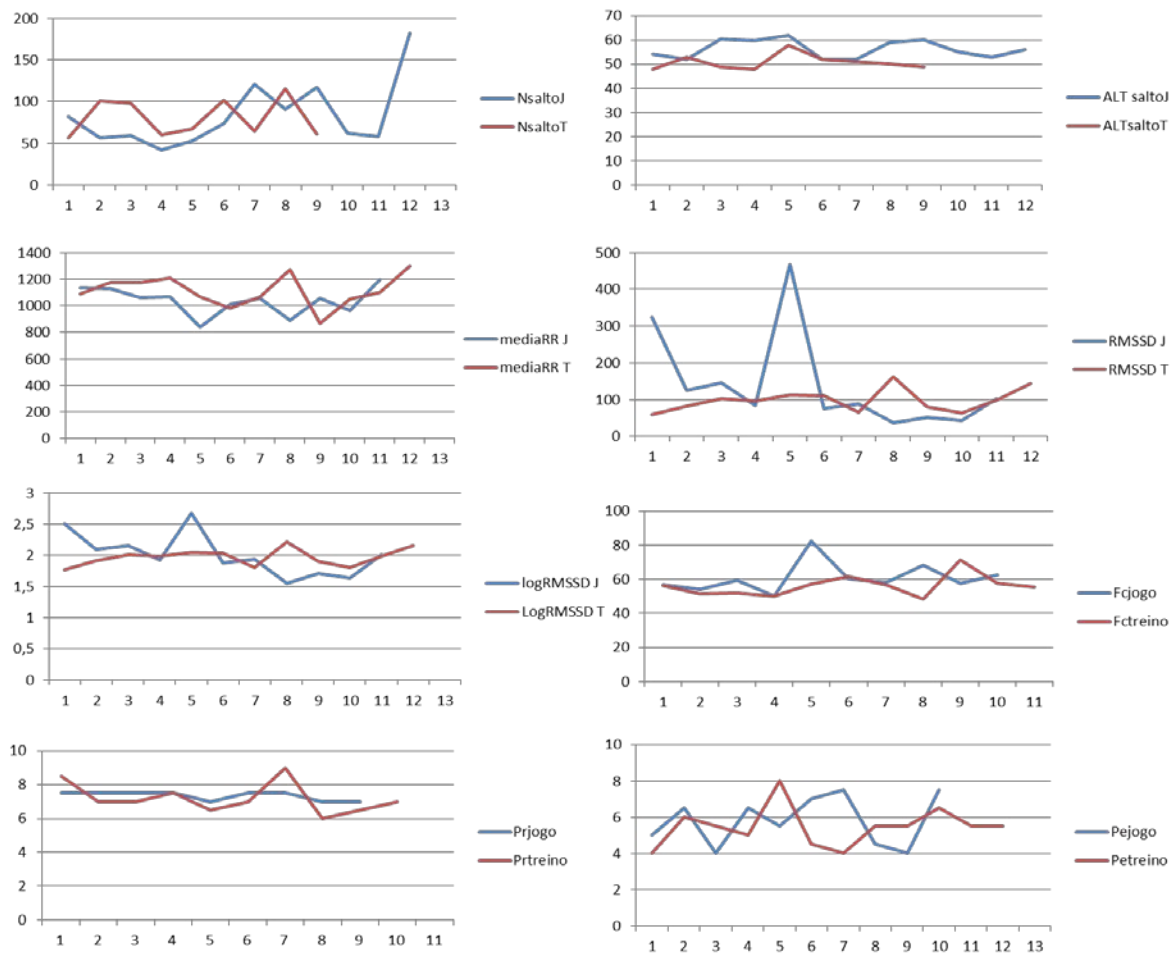 200
150
100
50
0
1 2 3 4 5 6 7 8 9 10 11 12 13
NsaltoJ
NsaltoT
70
60
50
40
30
20
10
0
1 2 3 4 5 6 7 8 9 10 11 12
ALT saltoJ
ALTsaltoT
1400
1200
1000
800
600
400
200
0
1 2 3 4 5 6 7 8 9 10 11 12 13
mediaRR J
mediaRR T
500
400
300
200
100
0
1 2 3 4 5 6 7 8 9 10 11 12
RMSSD J
RMSSD T
3
2,5
2
1,5
1
0,5
0
1 2 3 4 5 6 7 8 9 10 11 12 13
logRMSSD J
LogRMSSD T
100
80
60
40
20
0
1 2 3 4 5 6 7 8 9 10 11
Fcjogo
Fctreino
10
8
6
4
2
0
1 2 3 4 5 6 7 8 9 10 11
Prjogo
Prtreino
10
8
6
4
2
0
1 2 3 4 5 6 7 8 9 10 11 12 13
Pejogo
Petreino